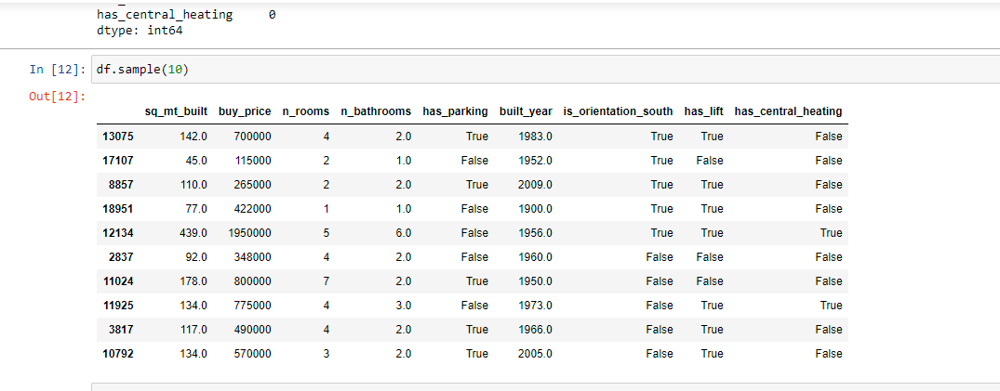 has_central_heating 0
dtype: int64
In [12]: df.sample(10)
Out[12]:
sq_mt_built buy_price n_rooms n_bathrooms has_parking built_year is_orientation_south has_lift has_central_heating
13075 142.0 700000 4 2.0 True 1983.0 True True False
17107 45.0 115000 2 1.0 False 1952.0 True False False
8857 110.0 265000 2 2.0 True 2009.0 True True False
18951 77.0 422000 1 1.0 False 1900.0 True True False
12134 439.0 1950000 5 6.0 False 1956.0 True True True
2837 92.0 348000 4 2.0 False 1960.0 False False False
11024 178.0 800000 7 2.0 True 1950.0 False False False
11925 134.0 775000 4 3.0 False 1973.0 False True True
3817 117.0 490000 4 2.0 True 1966.0 False True False
10792 134.0 570000 3 2.0 True 2005.0 False True False